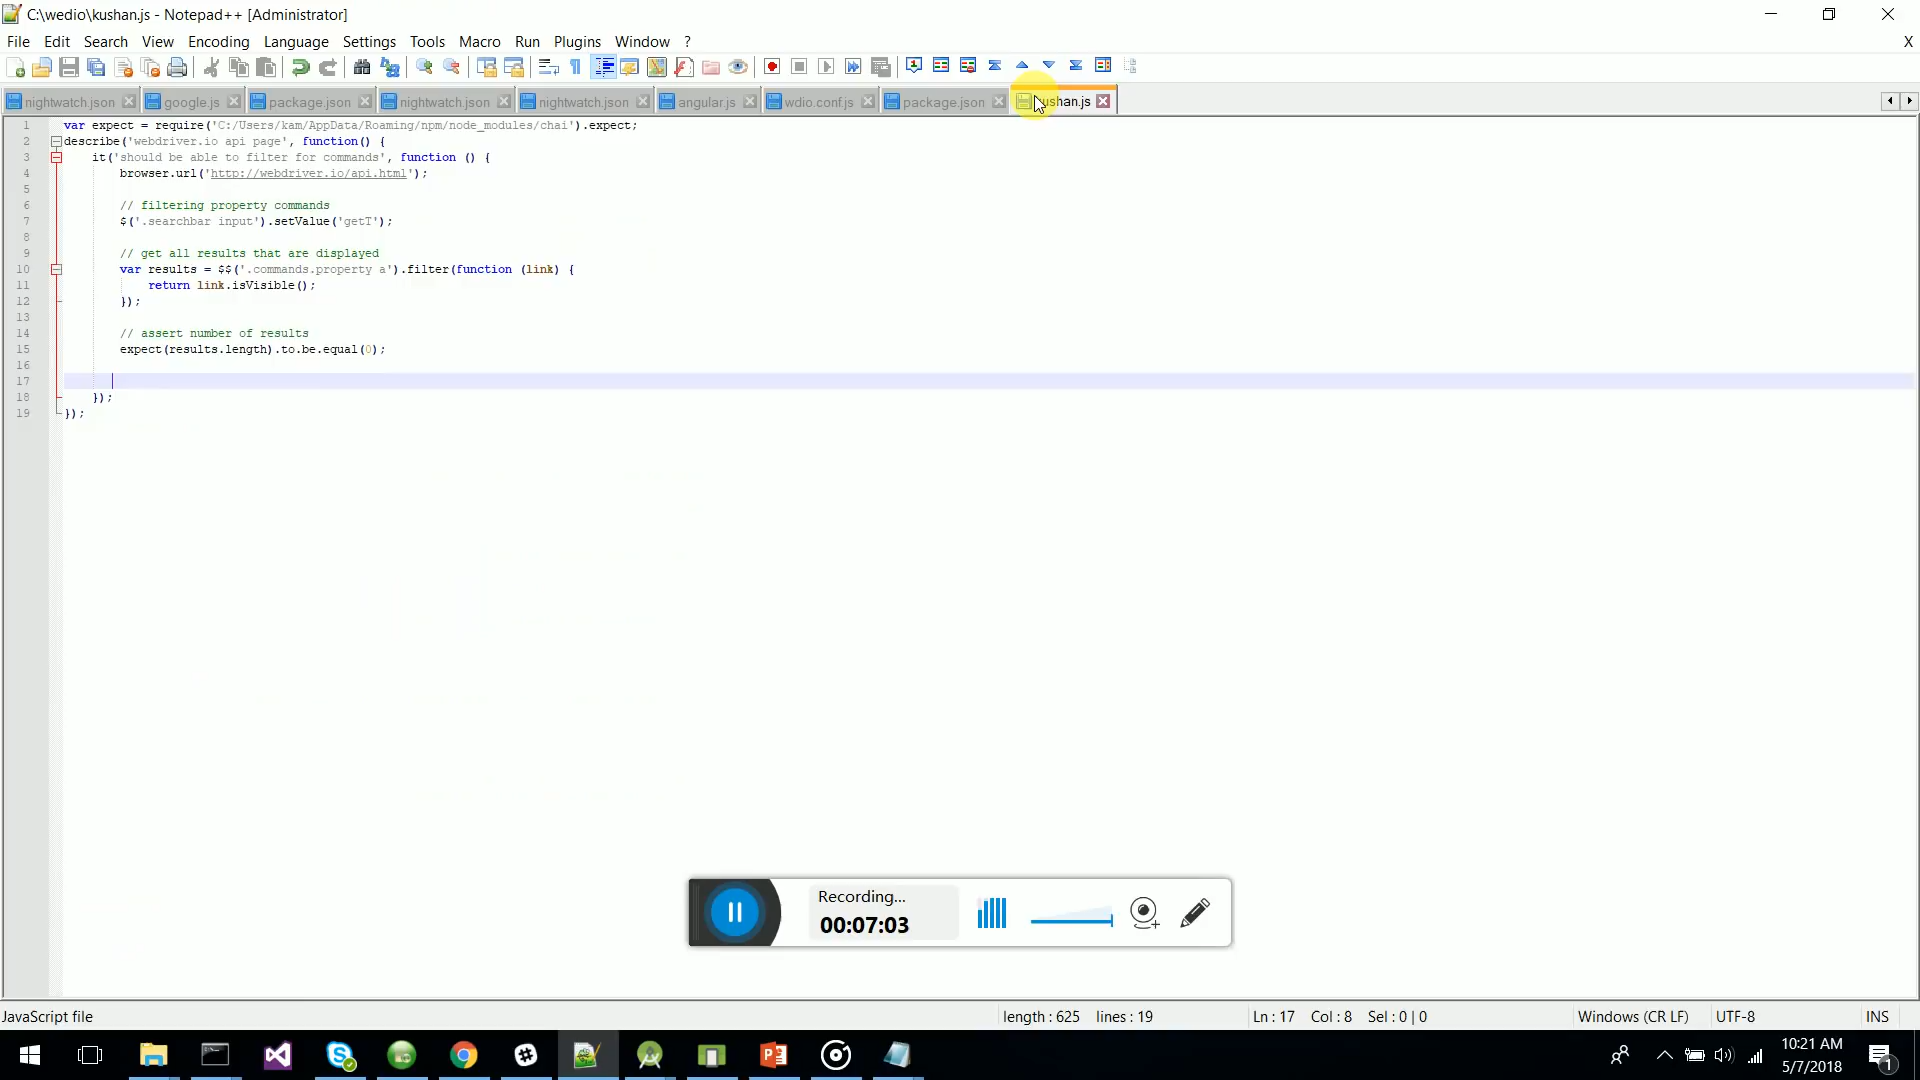 C:\wedio\kushan.js - Notepad++ [Administrator]
File Edit Search View Encoding Language Settings Tools Macro Run Plugins Window ? X
nightwatch.json google.js package.json nightwatch.json nightwatch.json angular.js wdio.conf.js package.json ushan.js
1 var expect = require('C:/Users/kam/AppData/Roaming/npm/node_modules/chai').expect;
2 describe('webdriver.io api page', function() {
3 it('should be able to filter for commands', function () {
4 browser.url('http://webdriver.io/api.html');
5
6 // filtering property commands
7 $('.searchbar input').setValue('getT');
8
9 // get all results that are displayed
10 var results = $$('.commands.property a').filter(function (link) {
11 return link.isVisible();
12 });
13
14 // assert number of results
15 expect(results.length).to.be.equal(0);
16
17
18 });
19 });
Recording...
00:07:03
JavaScript file length : 625 lines : 19 Ln : 17 Col : 8 Sel : 0 | 0 Windows (CR LF) UTF-8 INS
10:21 AM
5/7/2018
1